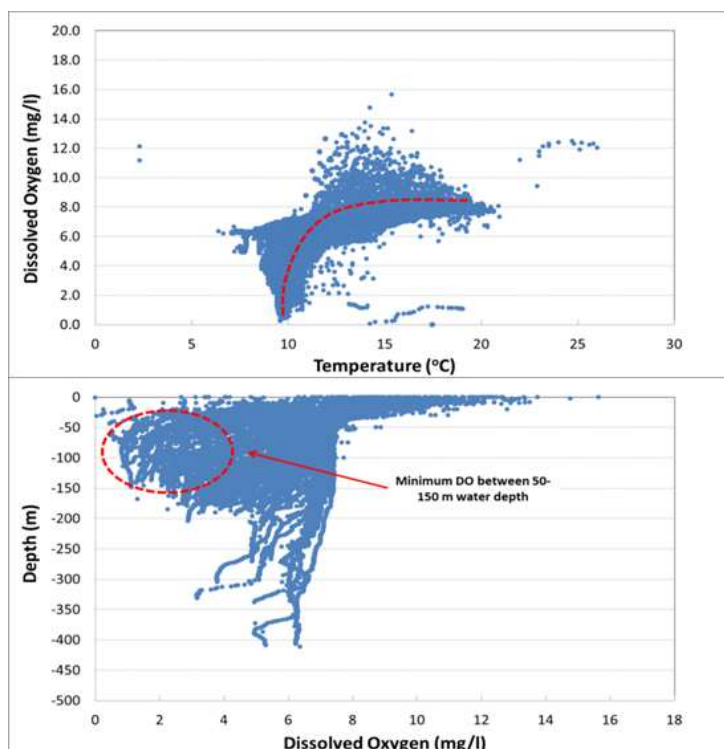 20.0
18.0
16.0
14.0
12.0
10.0
8.0
6.0
4.0
2.0
0.0
Dissolved Oxygen (mg/l)
0 5 10 15 20 25 30
Temperature (°C)
0
-50
-100
-150
-200
-250
-300
-350
-400
-450
-500
Depth (m)
Minimum DO between 50-
150 m water depth
0 2 4 6 8 10 12 14 16 18
Dissolved Oxygen (mg/l)